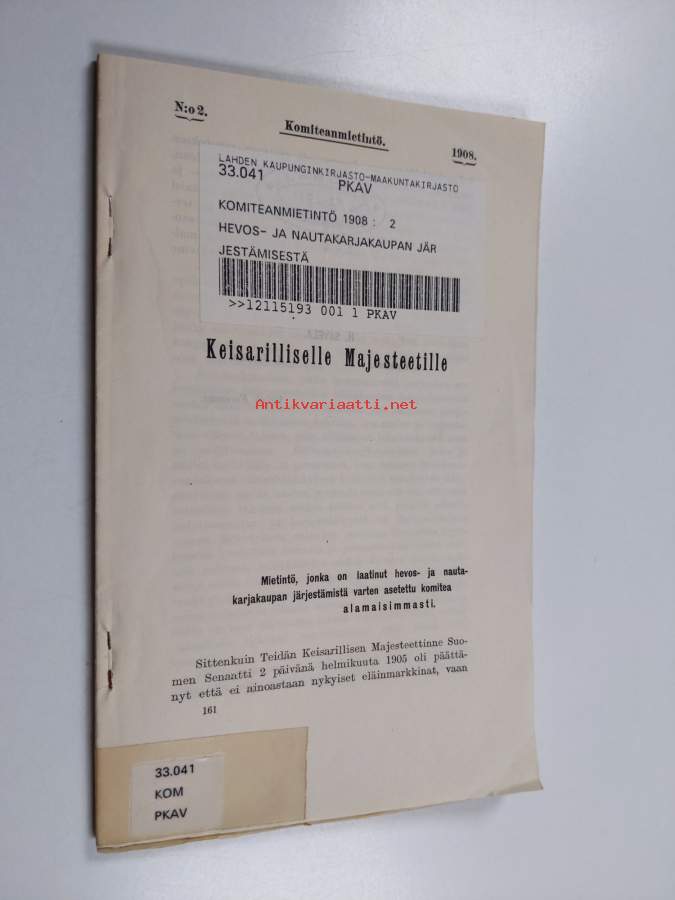 N:o 2.
Komiteanmietintö.
1908.
LAHDEN KAUPUNGINKIRJASTO-MAAKUNTAKIRJASTO
33.041 PKAV
KOMITEANMIETINTÖ 1908 : 2
HEVOS- JA NAUTAKARJAKAUPAN JÄR
JESTÄMISESTÄ
>>12115193 001 1 PKAV
Keisarilliselle Majesteetille
Antikvariaatti.net
Mietintö, jonka on laatinut hevos- ja nauta-
karjakaupan järjestämistä varten asetettu komitea
alamaisimmasti.
Sittenkuin Teidän Keisarillisen Majesteettinne Suo-
men Senaatti 2 päivänä helmikuuta 1905 oli päättä-
nyt että ei ainoastaan nykyiset eläinmarkkinat, vaan
161
33.041
KOM
PKAV